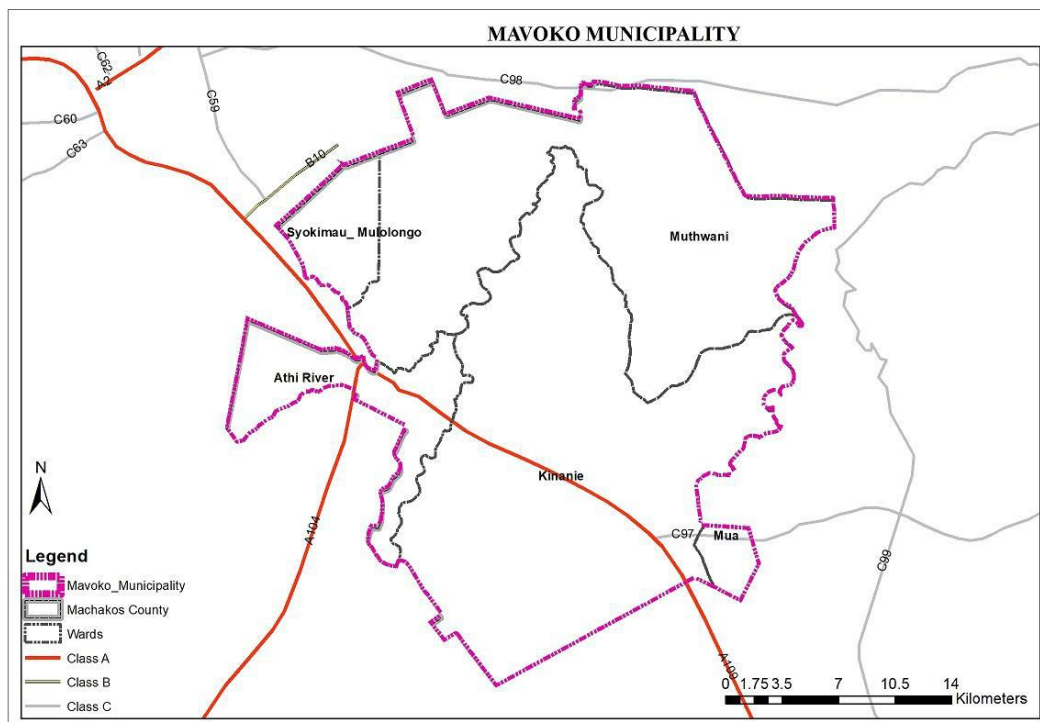 MAVOKO MUNICIPALITY
C62
A2
C98
C59
C60
C63
B10
Syokimau_ Mulolongo
Muthwani
Athi River
Kinanie
N
A104
C97
Mua
C99
A109
Legend
Mavoko_Municipality
Machakos County
Wards
Class A
Class B
Class C
0 1.75 3.5 7 10.5 14
Kilometers